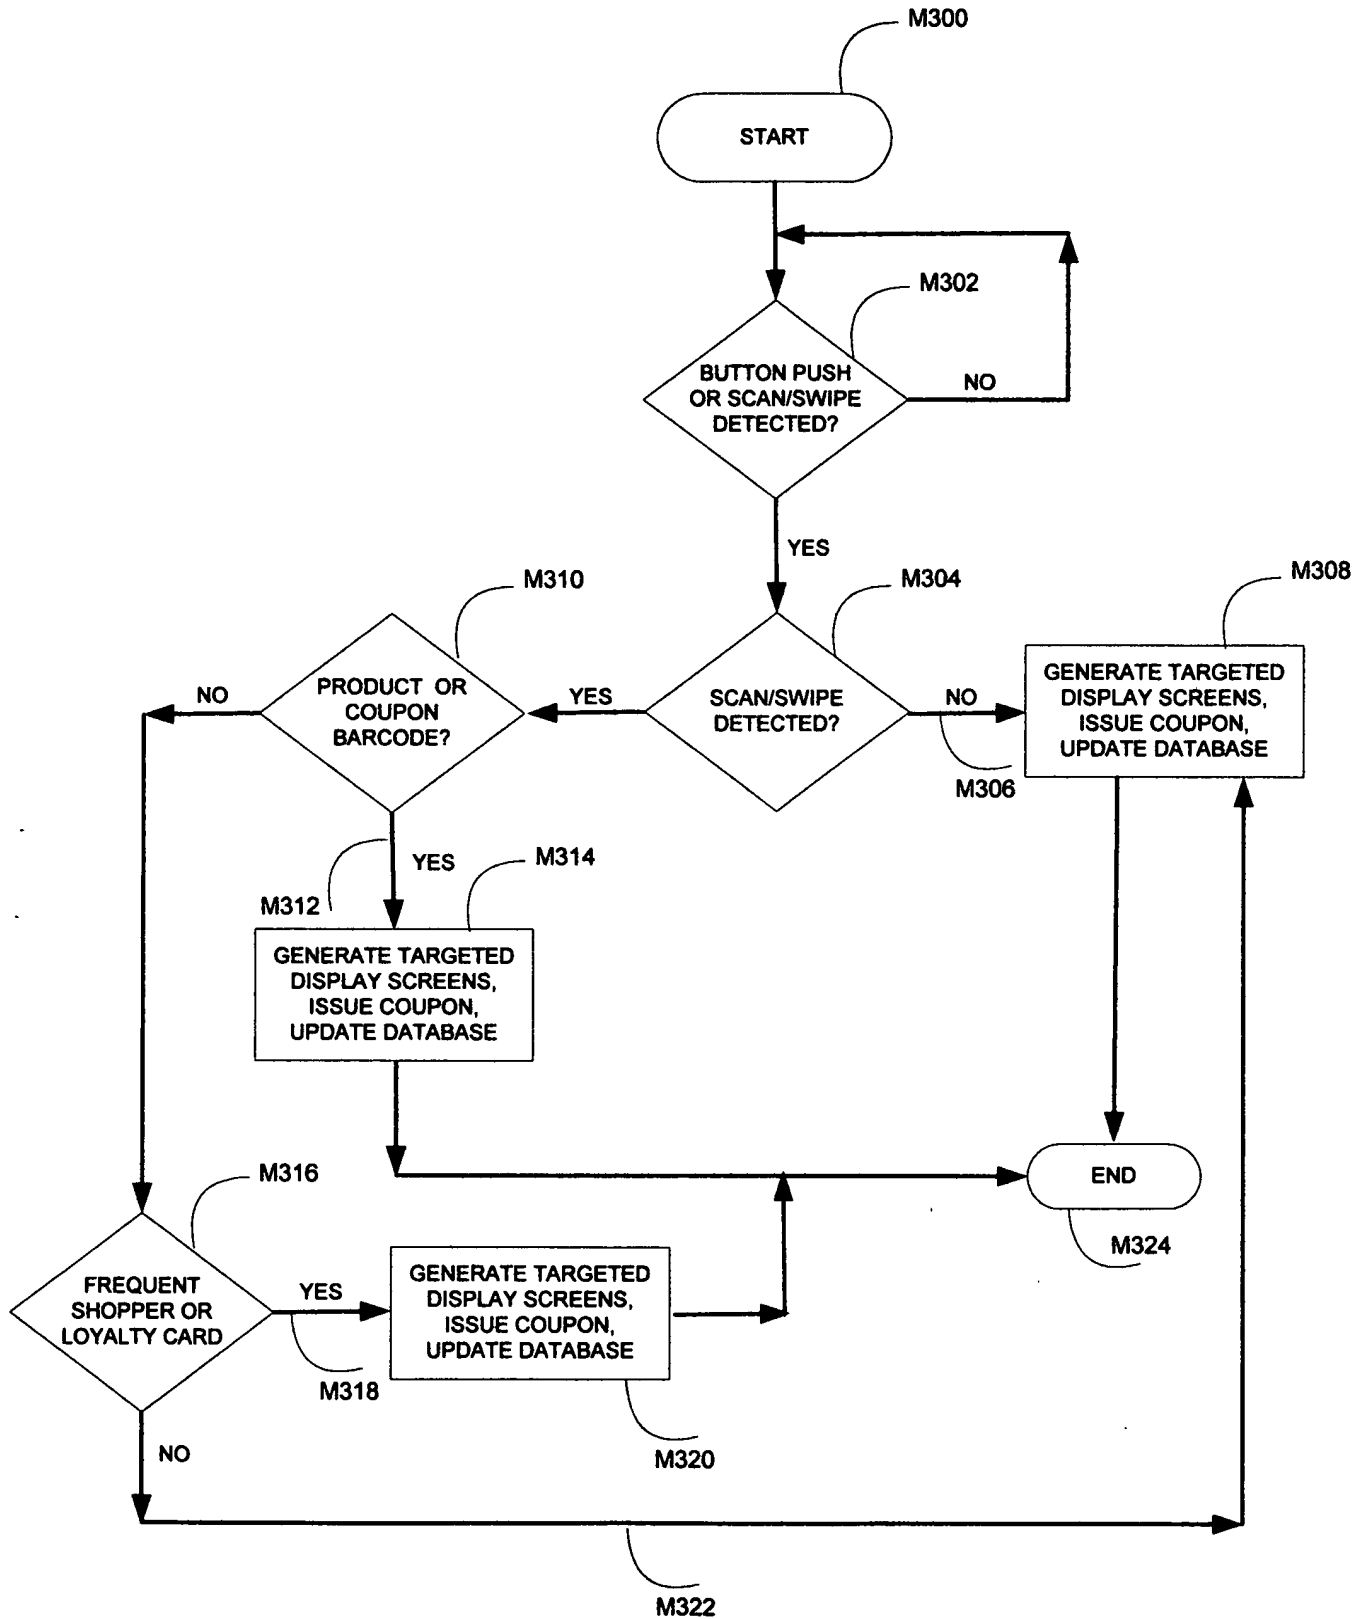 M300
START
M302
BUTTON PUSH
OR SCAN/SWIPE
DETECTED?
NO
YES
M310
M304
M308
PRODUCT OR
COUPON
BARCODE?
NO
YES
SCAN/SWIPE
DETECTED?
NO
M306
GENERATE TARGETED
DISPLAY SCREENS,
ISSUE COUPON,
UPDATE DATABASE
YES
M312
M314
GENERATE TARGETED
DISPLAY SCREENS,
ISSUE COUPON,
UPDATE DATABASE
END
M324
M316
FREQUENT
SHOPPER OR
LOYALTY CARD
YES
M318
GENERATE TARGETED
DISPLAY SCREENS,
ISSUE COUPON,
UPDATE DATABASE
M320
NO
M322